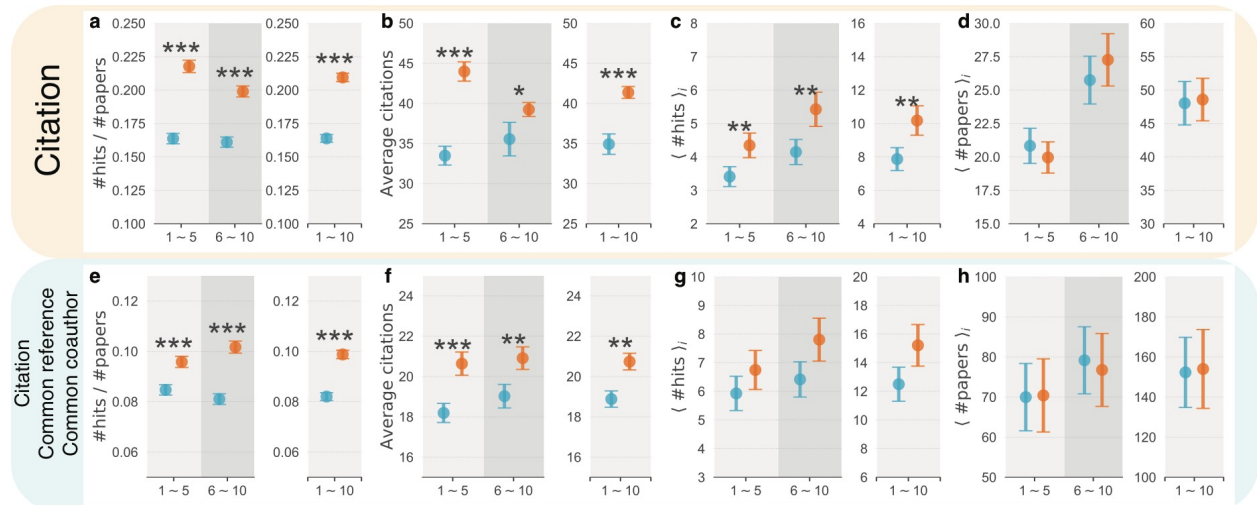 Citation
a
#hits / #papers
0.250
0.225
0.200
0.175
0.150
0.125
0.100
***
***
1 ~ 5
6 ~ 10
0.250
0.225
0.200
0.175
0.150
0.125
0.100
***
1 ~ 10
b
Average citations
50
45
40
35
30
25
***
*
1 ~ 5
6 ~ 10
50
45
40
35
30
25
***
1 ~ 10
c
⟨ #hits ⟩i
8
7
6
5
4
3
2
**
**
1 ~ 5
6 ~ 10
16
14
12
10
8
6
4
**
1 ~ 10
d
⟨ #papers ⟩i
30.0
27.5
25.0
22.5
20.0
17.5
15.0
1 ~ 5
6 ~ 10
60
55
50
45
40
35
30
1 ~ 10
Citation
Common reference
Common coauthor
e
#hits / #papers
0.12
0.10
0.08
0.06
***
***
1 ~ 5
6 ~ 10
0.12
0.10
0.08
0.06
***
1 ~ 10
f
Average citations
24
22
20
18
16
***
**
1 ~ 5
6 ~ 10
24
22
20
18
16
**
1 ~ 10
g
⟨ #hits ⟩i
10
9
8
7
6
5
4
3
1 ~ 5
6 ~ 10
20
18
16
14
12
10
8
6
1 ~ 10
h
⟨ #papers ⟩i
100
90
80
70
60
50
1 ~ 5
6 ~ 10
200
180
160
140
120
100
1 ~ 10